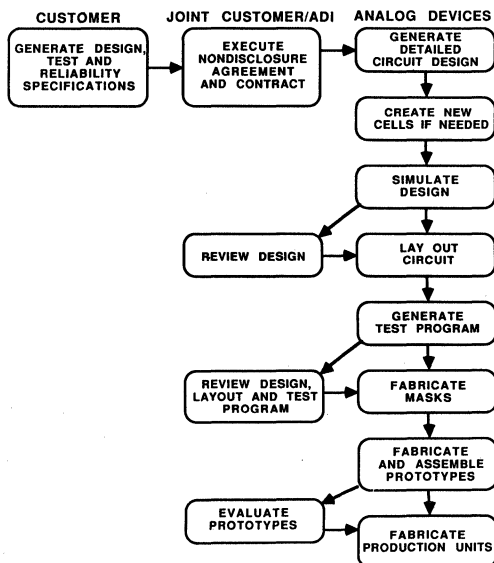 CUSTOMER
JOINT CUSTOMER/ADI
ANALOG DEVICES
GENERATE DESIGN,
TEST AND
RELIABILITY
SPECIFICATIONS
EXECUTE
NONDISCLOSURE
AGREEMENT
AND CONTRACT
GENERATE
DETAILED
CIRCUIT DESIGN
CREATE NEW
CELLS IF NEEDED
SIMULATE
DESIGN
REVIEW DESIGN
LAY OUT
CIRCUIT
GENERATE
TEST PROGRAM
REVIEW DESIGN,
LAYOUT AND TEST
PROGRAM
FABRICATE
MASKS
FABRICATE
AND ASSEMBLE
PROTOTYPES
EVALUATE
PROTOTYPES
FABRICATE
PRODUCTION UNITS